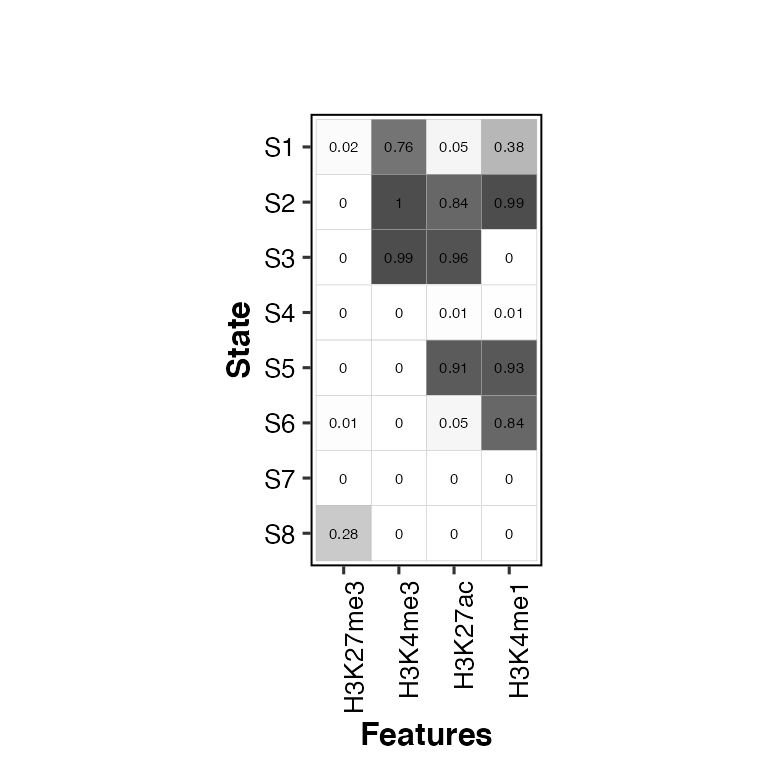 S1 0.02 0.76 0.05 0.38
S2 0 1 0.84 0.99
S3 0 0.99 0.96 0
S4 0 0 0.01 0.01
S5 0 0 0.91 0.93
S6 0.01 0 0.05 0.84
S7 0 0 0 0
S8 0.28 0 0 0
State
H3K27me3
H3K4me3
H3K27ac
H3K4me1
Features